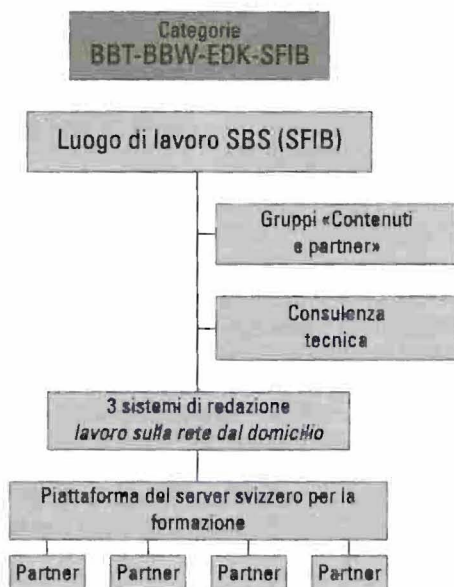 Categorie
BBT-BBW-EDK-SFIB
Luogo di lavoro SBS (SFIB)
Gruppi «Contenuti
e partner»
Consulenza
tecnica
3 sistemi di redazione
lavoro sulla rete dal domicilio
Piattaforma del server svizzero per la
formazione
Partner
Partner
Partner
Partner